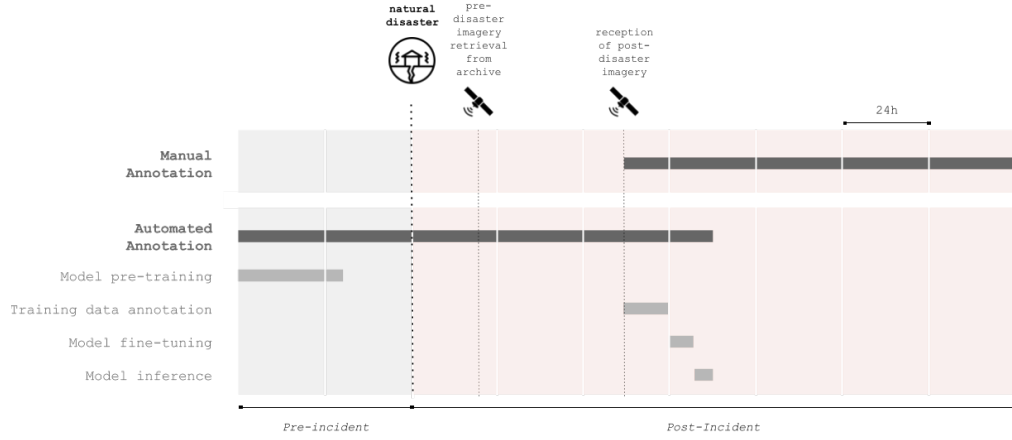 natural
disaster
pre-
disaster
imagery
retrieval
from
archive
reception
of post-
disaster
imagery
24h
Manual
Annotation
Automated
Annotation
Model pre-training
Training data annotation
Model fine-tuning
Model inference
Pre-incident
Post-Incident